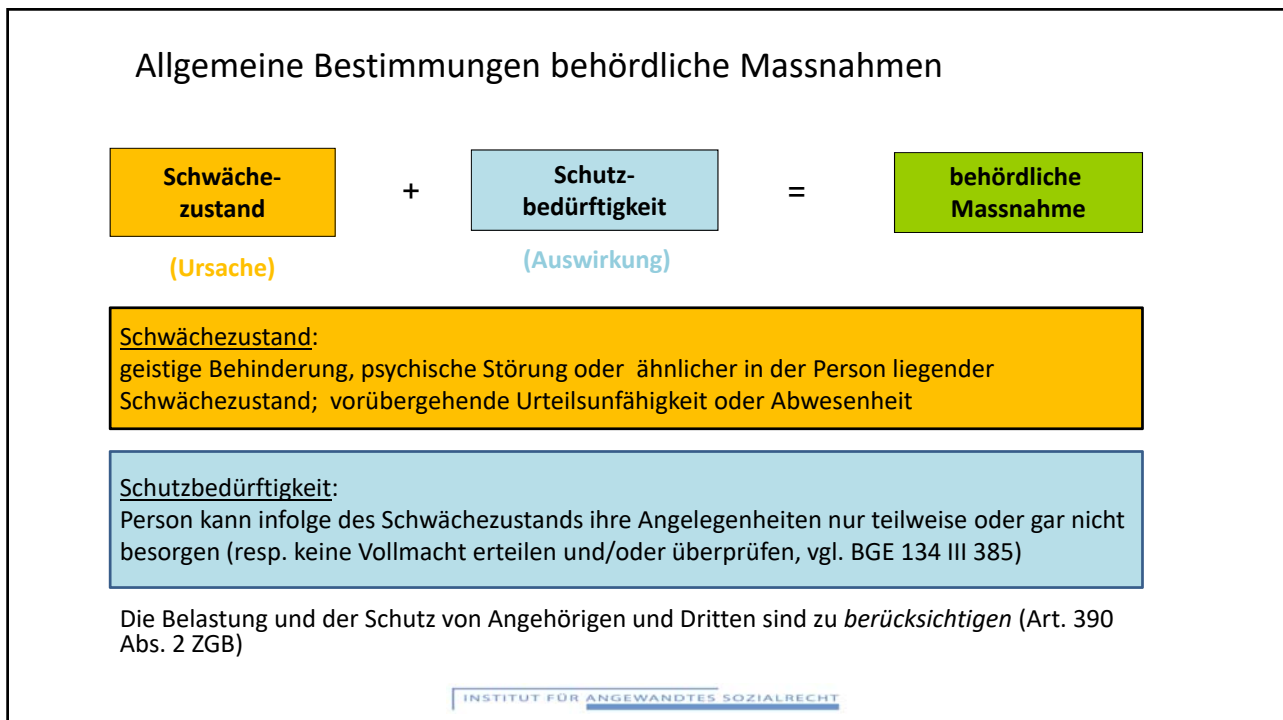 Allgemeine Bestimmungen behördliche Massnahmen
Schwäche-
zustand
+
Schutz-
bedürftigkeit
=
behördliche
Massnahme
(Ursache)
(Auswirkung)
Schwächezustand:
geistige Behinderung, psychische Störung oder ähnlicher in der Person liegender
Schwächezustand; vorübergehende Urteilsunfähigkeit oder Abwesenheit
Schutzbedürftigkeit:
Person kann infolge des Schwächezustands ihre Angelegenheiten nur teilweise oder gar nicht
besorgen (resp. keine Vollmacht erteilen und/oder überprüfen, vgl. BGE 134 III 385)
Die Belastung und der Schutz von Angehörigen und Dritten sind zu berücksichtigen (Art. 390
Abs. 2 ZGB)
INSTITUT FÜR ANGEWANDTES SOZIALRECHT